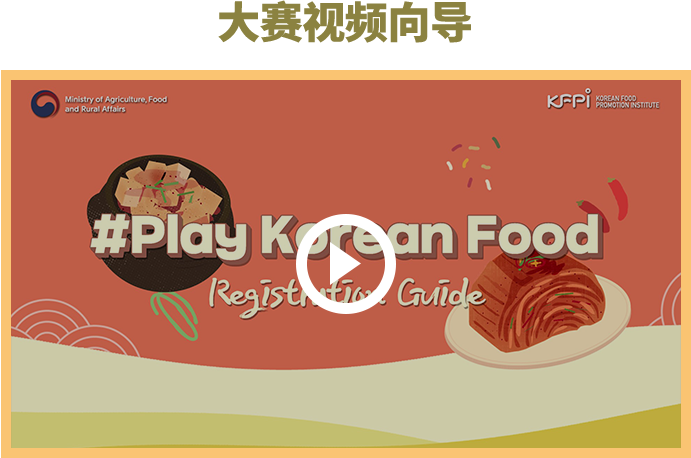 大赛视频向导
Ministry of Agriculture, Food
and Rural Affairs
KFPI KOREAN FOOD
PROMOTION INSTITUTE
#Play Korean Food
Registration Guide